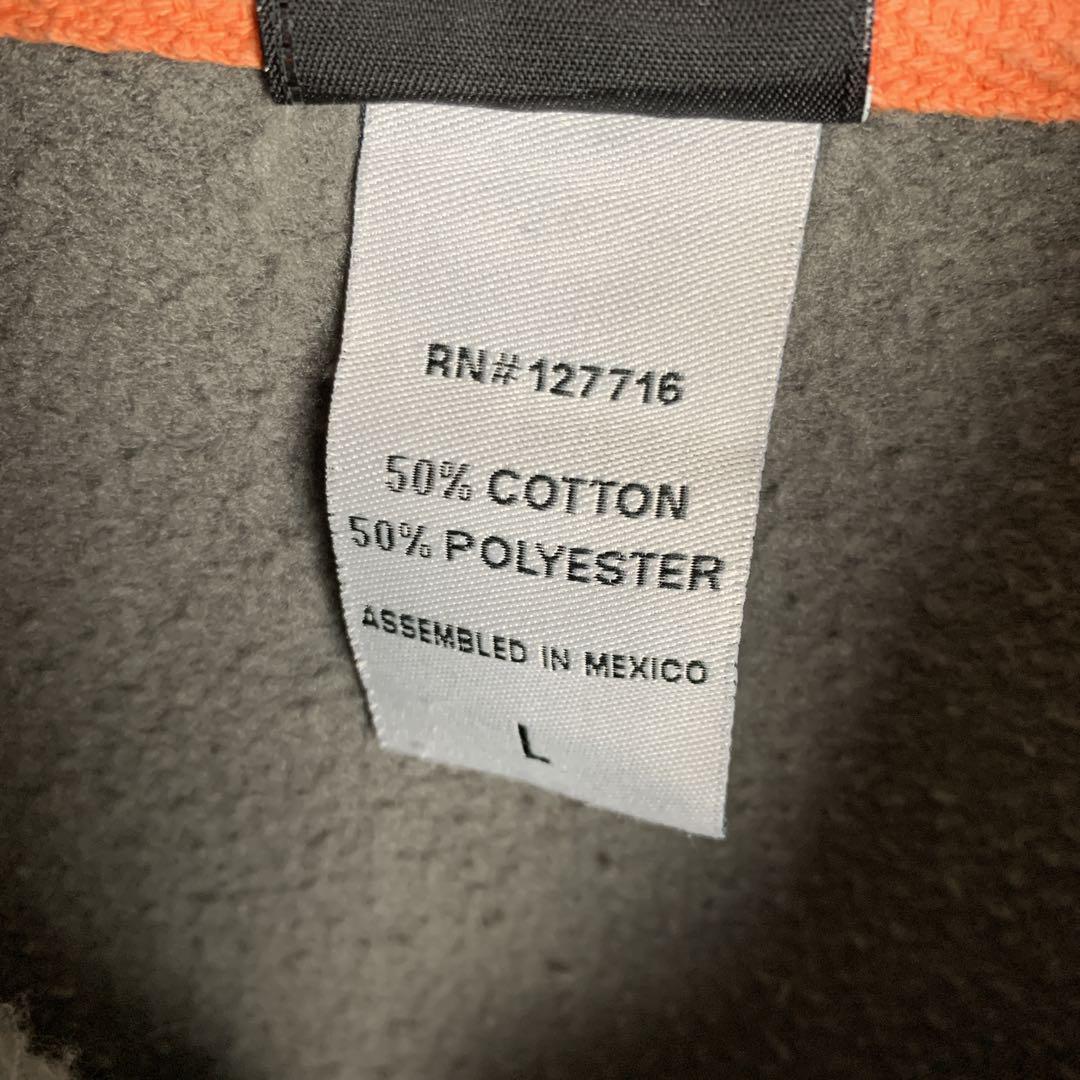 RN#127716
50% COTTON
50% POLYESTER
ASSEMBLED IN MEXICO
L